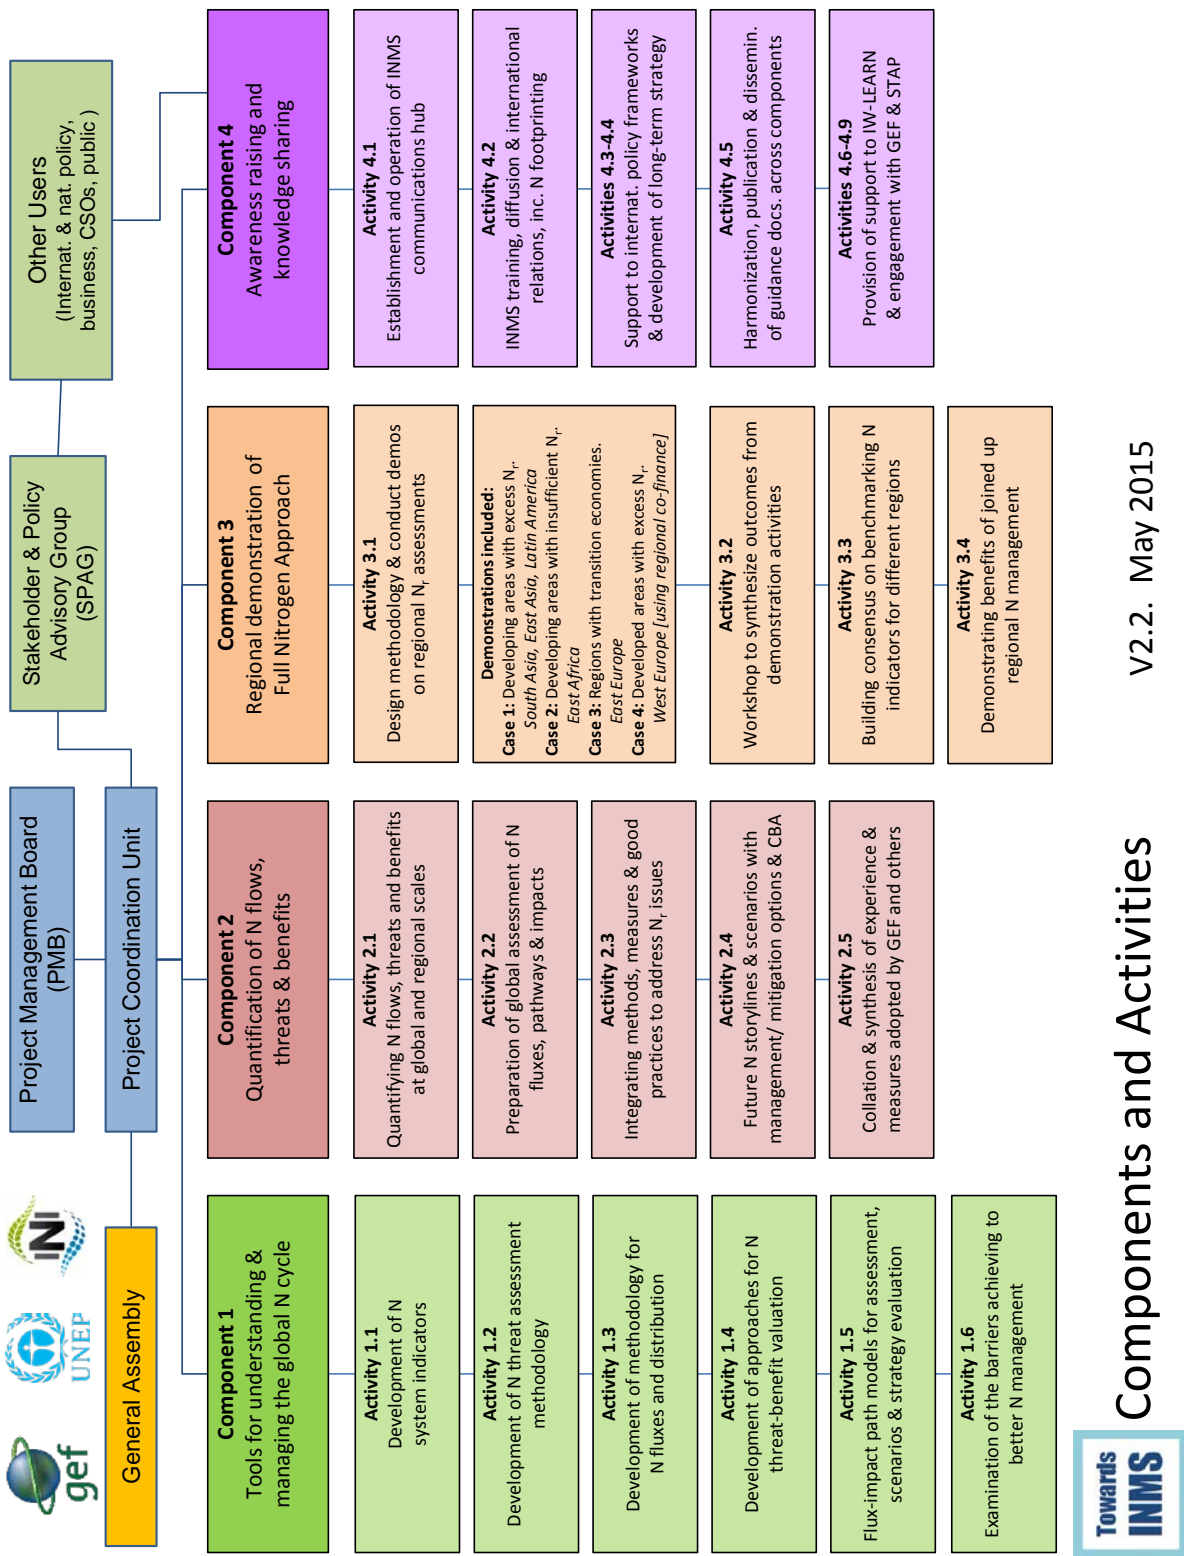 gef
UNEP
INI
General Assembly
Project Management Board
(PMB)
Project Coordination Unit
Stakeholder & Policy
Advisory Group
(SPAG)
Other Users
(Internat. & nat. policy,
business, CSOs, public )
Component 1
Tools for understanding &
managing the global N cycle
Activity 1.1
Development of N
system indicators
Activity 1.2
Development of N threat assessment
methodology
Activity 1.3
Development of methodology for
N fluxes and distribution
Activity 1.4
Development of approaches for N
threat-benefit valuation
Activity 1.5
Flux-impact path models for assessment,
scenarios & strategy evaluation
Activity 1.6
Examination of the barriers achieving to
better N management
Component 2
Quantification of N flows,
threats & benefits
Activity 2.1
Quantifying N flows, threats and benefits
at global and regional scales
Activity 2.2
Preparation of global assessment of N
fluxes, pathways & impacts
Activity 2.3
Integrating methods, measures & good
practices to address Nr issues
Activity 2.4
Future N storylines & scenarios with
management/ mitigation options & CBA
Activity 2.5
Collation & synthesis of experience &
measures adopted by GEF and others
Component 3
Regional demonstration of
Full Nitrogen Approach
Activity 3.1
Design methodology & conduct demos
on regional Nr assessments
Demonstrations included:
Case 1: Developing areas with excess Nr.
South Asia, East Asia, Latin America
Case 2: Developing areas with insufficient Nr.
East Africa
Case 3: Regions with transition economies.
East Europe
Case 4: Developed areas with excess Nr.
West Europe [using regional co-finance]
Activity 3.2
Workshop to synthesize outcomes from
demonstration activities
Activity 3.3
Building consensus on benchmarking N
indicators for different regions
Activity 3.4
Demonstrating benefits of joined up
regional N management
Component 4
Awareness raising and
knowledge sharing
Activity 4.1
Establishment and operation of INMS
communications hub
Activity 4.2
INMS training, diffusion & international
relations, inc. N footprinting
Activities 4.3-4.4
Support to internat. policy frameworks
& development of long-term strategy
Activity 4.5
Harmonization, publication & dissemin.
of guidance docs. across components
Activities 4.6-4.9
Provision of support to IW-LEARN
& engagement with GEF & STAP
Towards
INMS
Components and Activities
V2.2. May 2015